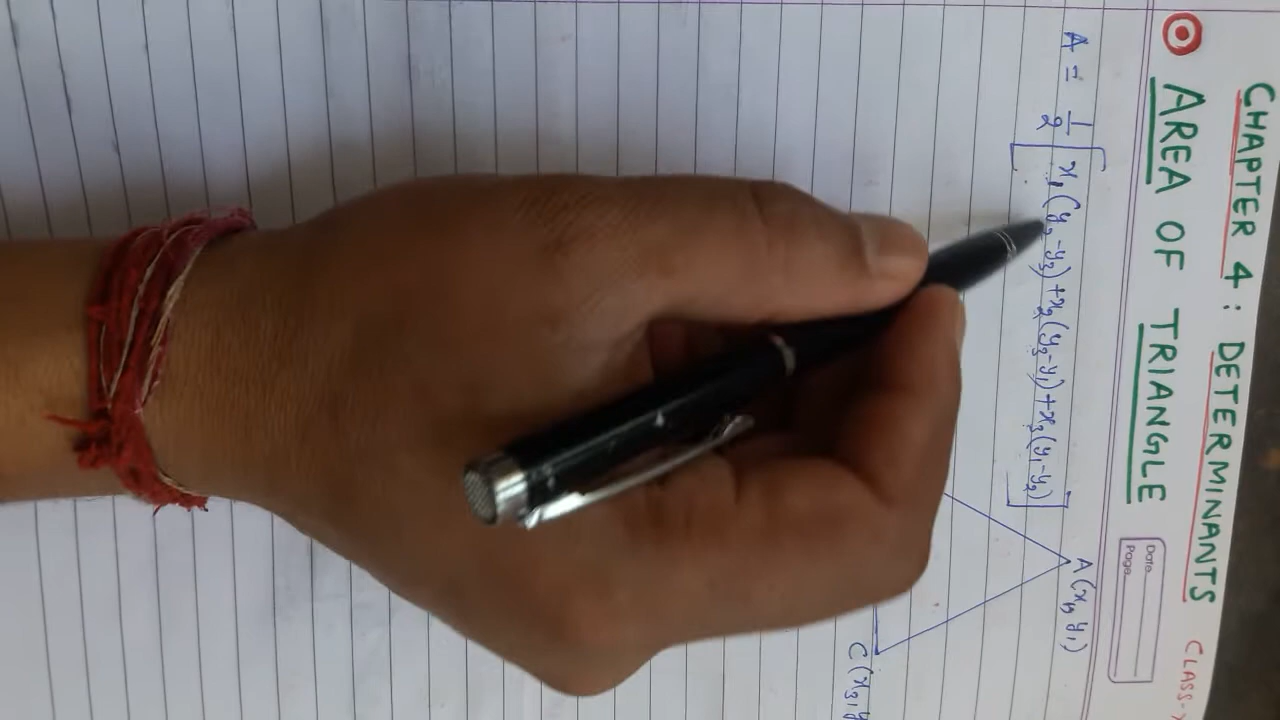 CHAPTER 4 : DETERMINANTS
AREA OF TRIANGLE
Date
Page
A = 1/2 [x₁(y₂-y₃)+x₂(y₃-y₁)+x₃(y₁-y₂)]
A(x₁, y₁)
C(x₃, y